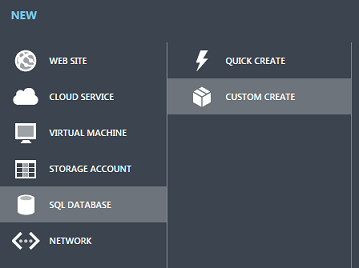 NEW
WEB SITE
CLOUD SERVICE
VIRTUAL MACHINE
STORAGE ACCOUNT
SQL DATABASE
NETWORK
QUICK CREATE
CUSTOM CREATE